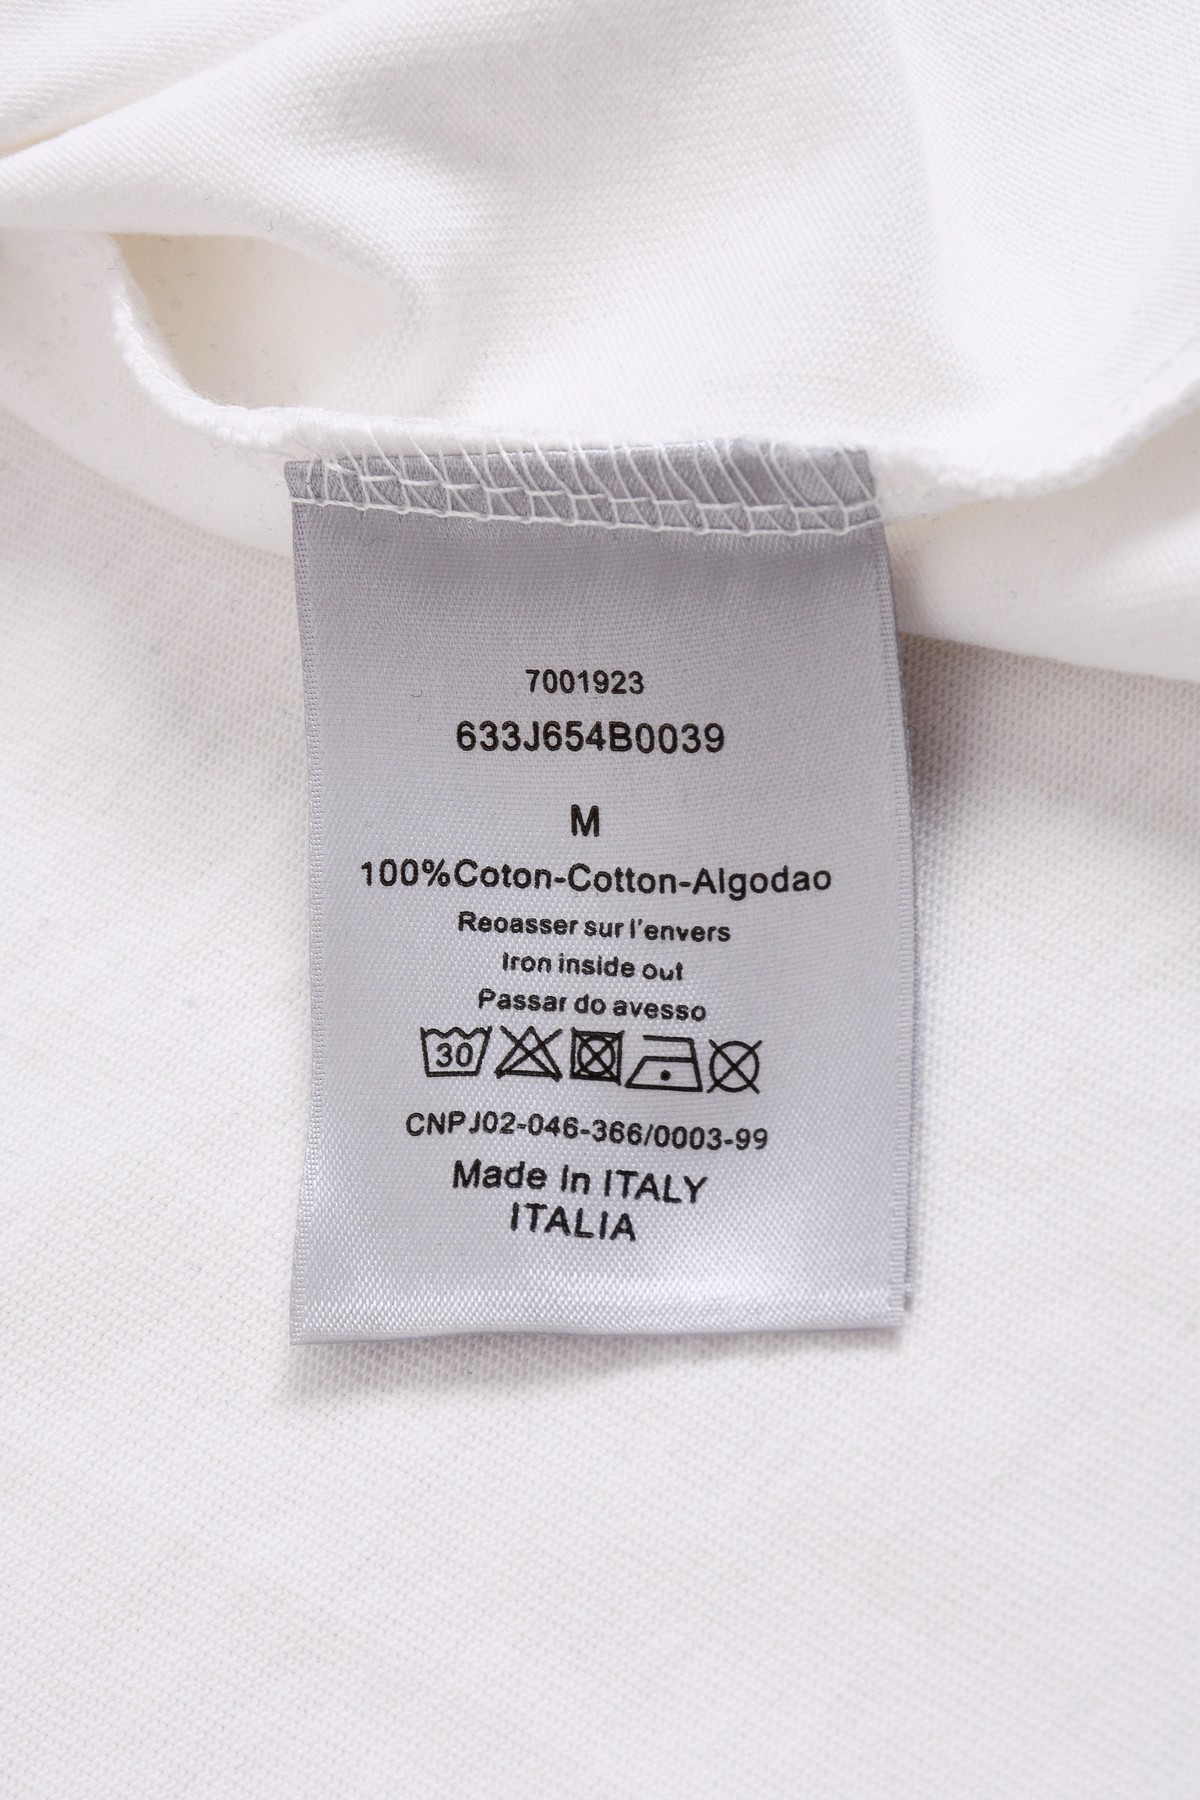 7001923
633J654B0039
M
100%Coton-Cotton-Algodao
Reoasser sur l'envers
Iron inside out
Passar do avesso
30
CNPJ02-046-366/0003-99
Made In ITALY
ITALIA